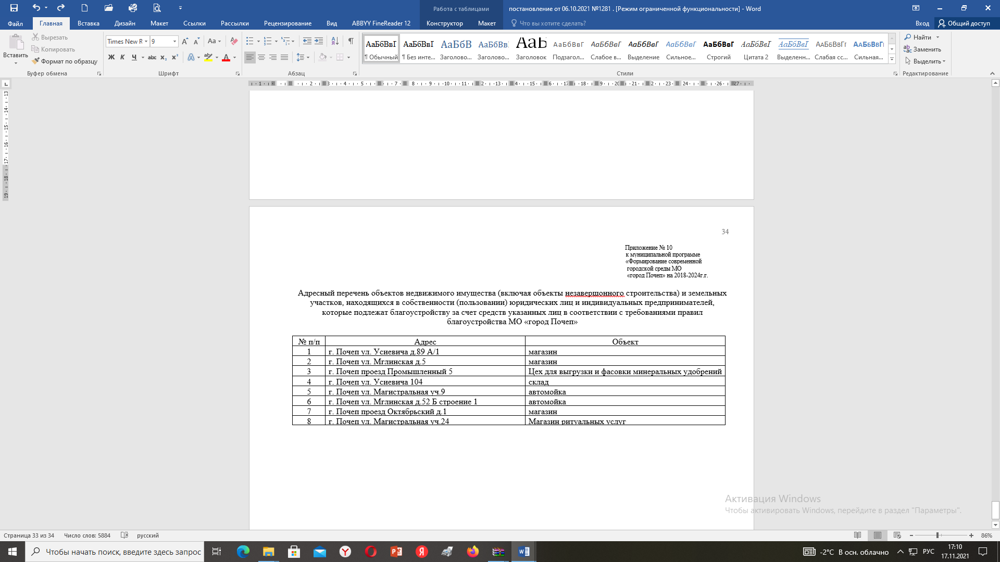 Работа с таблицами
постановление от 06.10.2021 №1281 . [Режим ограниченной функциональности] - Word
Файл
Главная
Вставка
Дизайн
Макет
Ссылки
Рассылки
Рецензирование
Вид
ABBYY FineReader 12
Конструктор
Макет
Что вы хотите сделать?
Вход
Общий доступ
Вставить
Вырезать
Копировать
Формат по образцу
Буфер обмена
Times New R
9
Шрифт
Абзац
АаБбВвІ АаБбВвІ АаБбВ АаБбВв: АаБ АаБбВвГ АаБбВвГ АаБбВвГ АаБбВвГ АаБбВвГ АаБбВвІ АаБбВвІ АаБбВвГг АаБбВвГг
¶ Обычный
¶ Без инте...
Заголово...
Заголово...
Заголовок
Подзагол...
Слабое в...
Выделение
Сильное...
Строгий
Цитата 2
Выделенн...
Слабая сс...
Сильная...
Стили
Найти
Заменить
Выделить
Редактирование
34
Приложение № 10
к муниципальной программе
«Формирование современной
городской среды МО
«город Почеп» на 2018-2024г.г.
Адресный перечень объектов недвижимого имущества (включая объекты незавершонного строительства) и земельных
участков, находящихся в собственности (пользовании) юридических лиц и индивидуальных предпринимателей,
которые подлежат благоустройству за счет средств указанных лиц в соответствии с требованиями правил
благоустройства МО «город Почеп»
№ п/п Адрес Объект
1 г. Почеп ул. Усиевича д.89 А/1 магазин
2 г. Почеп ул. Мглинская д.5 магазин
3 г. Почеп проезд Промышленный 5 Цех для выгрузки и фасовки минеральных удобрений
4 г. Почеп ул. Усиевича 104 склад
5 г. Почеп ул. Магистральная уч.9 автомойка
6 г. Почеп ул. Мглинская д.52 Б строение 1 автомойка
7 г. Почеп проезд Октябрьский д.1 магазин
8 г. Почеп ул. Магистральная уч.24 Магазин ритуальных услуг
Активация Windows
Чтобы активировать Windows, перейдите в раздел "Параметры".
Страница 33 из 34
Число слов: 5884
русский
86%
Чтобы начать поиск, введите здесь запрос
-2°C В осн. облачно
РУС
17:10
17.11.2021